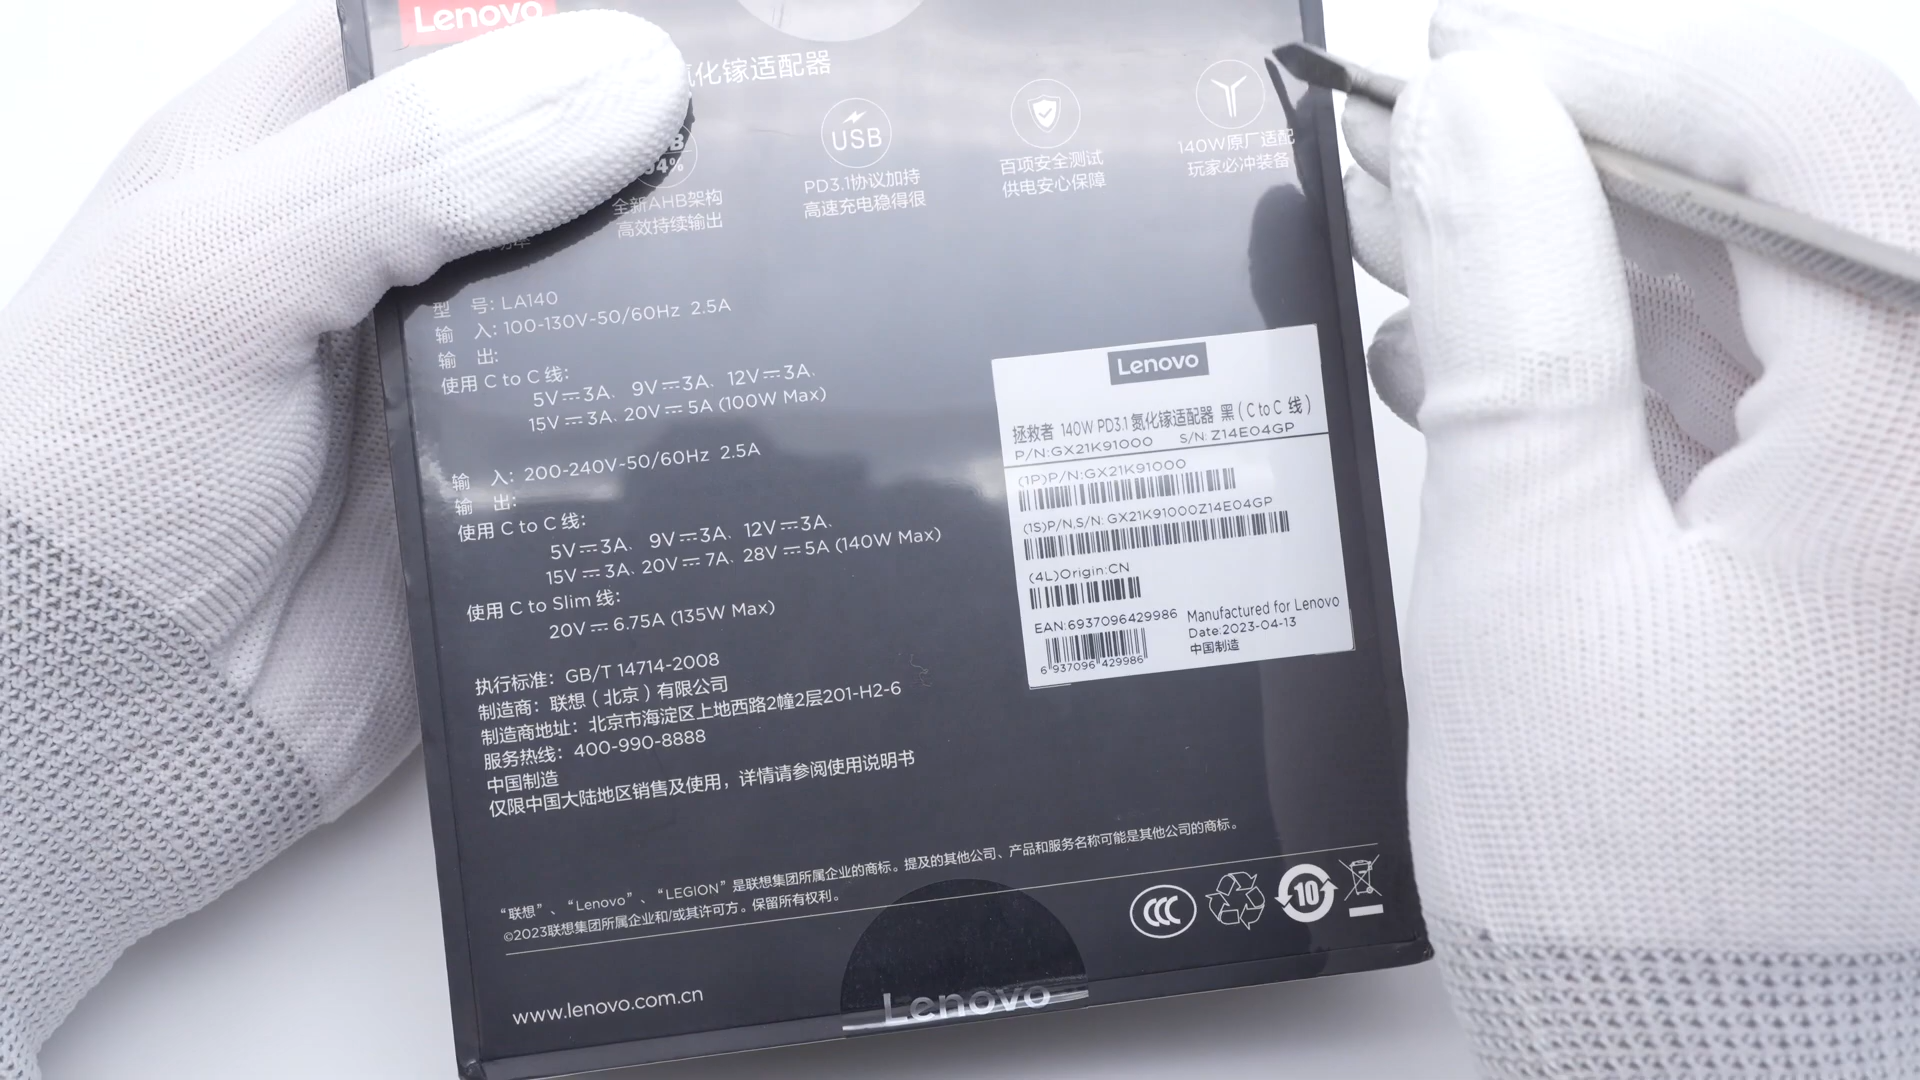 Lenovo
氮化镓适配器
USB
94%
全新AHB架构
高效持续输出
USB
PD3.1协议加持
高速充电稳得很
百项安全测试
供电安心保障
140W原厂适配
玩家必冲装备
型 号: LA140
输 入: 100-130V~50/60Hz 2.5A
输 出:
使用 C to C 线:
5V⎓3A、9V⎓3A、12V⎓3A、
15V⎓3A、20V⎓5A (100W Max)
输 入: 200-240V~50/60Hz 2.5A
输 出:
使用 C to C 线:
5V⎓3A、9V⎓3A、12V⎓3A、
15V⎓3A、20V⎓7A、28V⎓5A (140W Max)
使用 C to Slim 线:
20V⎓6.75A (135W Max)
执行标准：GB/T 14714-2008
制造商：联想（北京）有限公司
制造商地址：北京市海淀区上地西路2幢2层201-H2-6
服务热线：400-990-8888
中国制造
仅限中国大陆地区销售及使用，详情请参阅使用说明书
Lenovo
拯救者 140W PD3.1 氮化镓适配器 黑 (C to C 线)
P/N:GX21K91000 S/N: Z14E04GP
(1P)P/N:GX21K91000
(1S)P/N,S/N: GX21K91000Z14E04GP
(4L)Origin:CN
EAN:6937096429986
6 937096 429986
Manufactured for Lenovo
Date:2023-04-13
中国制造
“联想”、“Lenovo”、“LEGION”是联想集团所属企业的商标。提及的其他公司、产品和服务名称可能是其他公司的商标。
©2023联想集团所属企业和/或其许可方。保留所有权利。
CCC
10
www.lenovo.com.cn
Lenovo